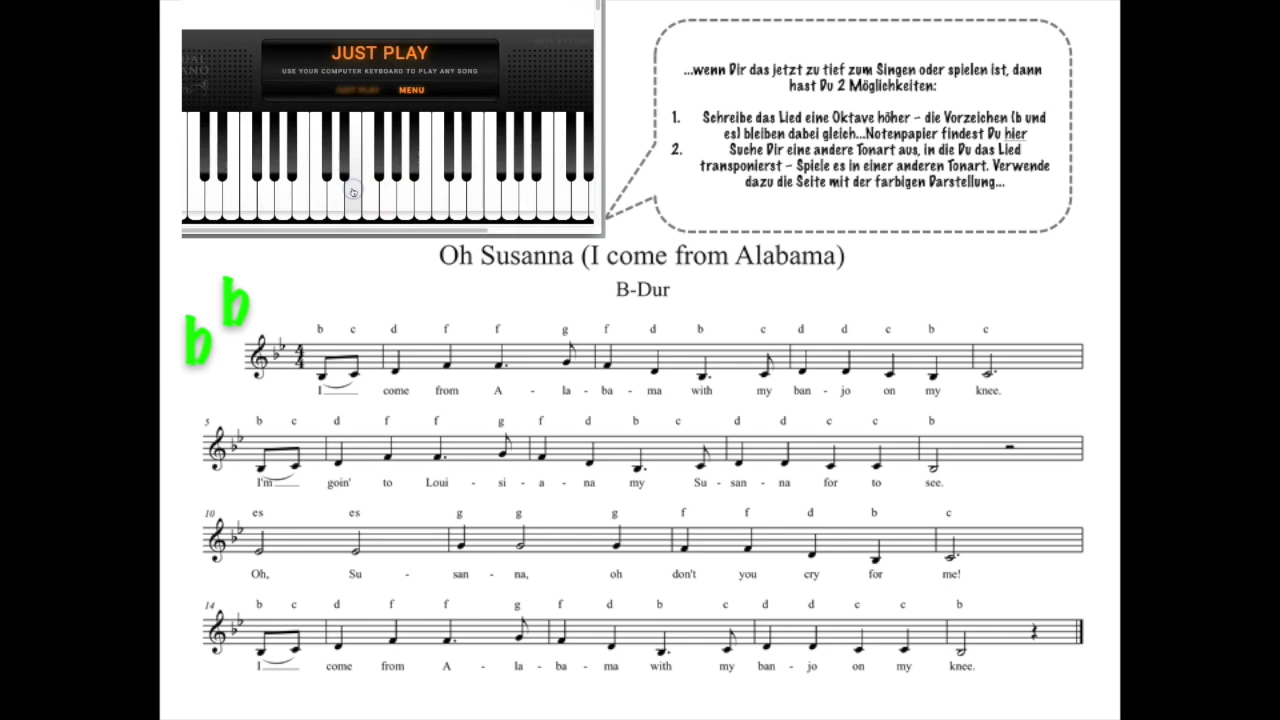 JUST PLAY
USE YOUR COMPUTER KEYBOARD TO PLAY ANY SONG
JUST PLAY MENU
...wenn Dir das jetzt zu tief zum Singen oder spielen ist, dann
hast Du 2 Möglichkeiten:
1. Schreibe das Lied eine Oktave höher – die Vorzeichen (b und
es) bleiben dabei gleich...Notenpapier findest Du hier
2. Suche Dir eine andere Tonart aus, in die Du das Lied
transponierst – Spiele es in einer anderen Tonart. Verwende
dazu die Seite mit der farbigen Darstellung...
Oh Susanna (I come from Alabama)
B-Dur
b b
b c d f f g f d b c d d c b c
4 4
I come from A - la - ba - ma with my ban - jo on my knee.
5 b c d f f g f d b c d d c c b
I'm goin' to Loui - si - a - na my Su - san - na for to see.
10 es es g g g f f d b c
Oh, Su - san - na, oh don't you cry for me!
14 b c d f f g f d b c d d c c b
I come from A - la - ba - ma with my ban - jo on my knee.